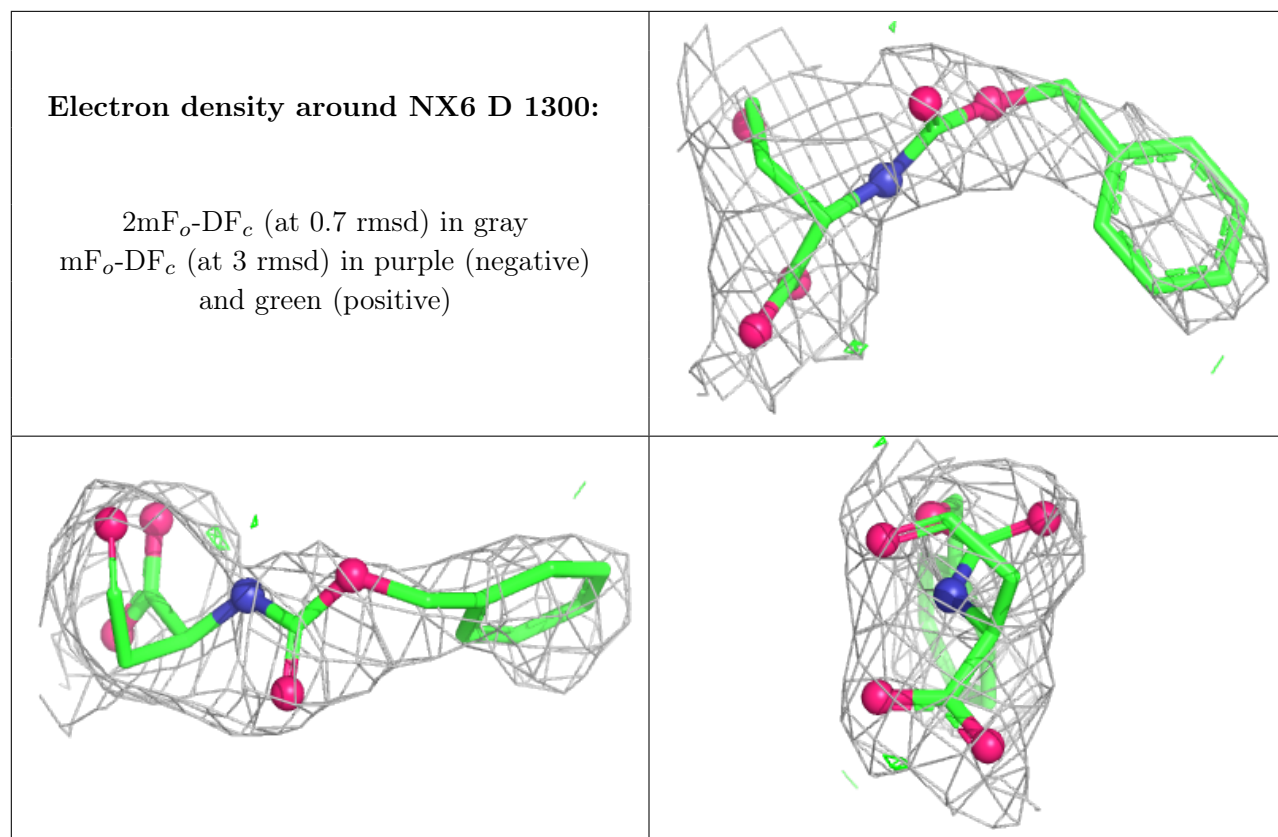 Electron density around NX6 D 1300:
2mFo-DFc (at 0.7 rmsd) in gray
mFo-DFc (at 3 rmsd) in purple (negative)
and green (positive)